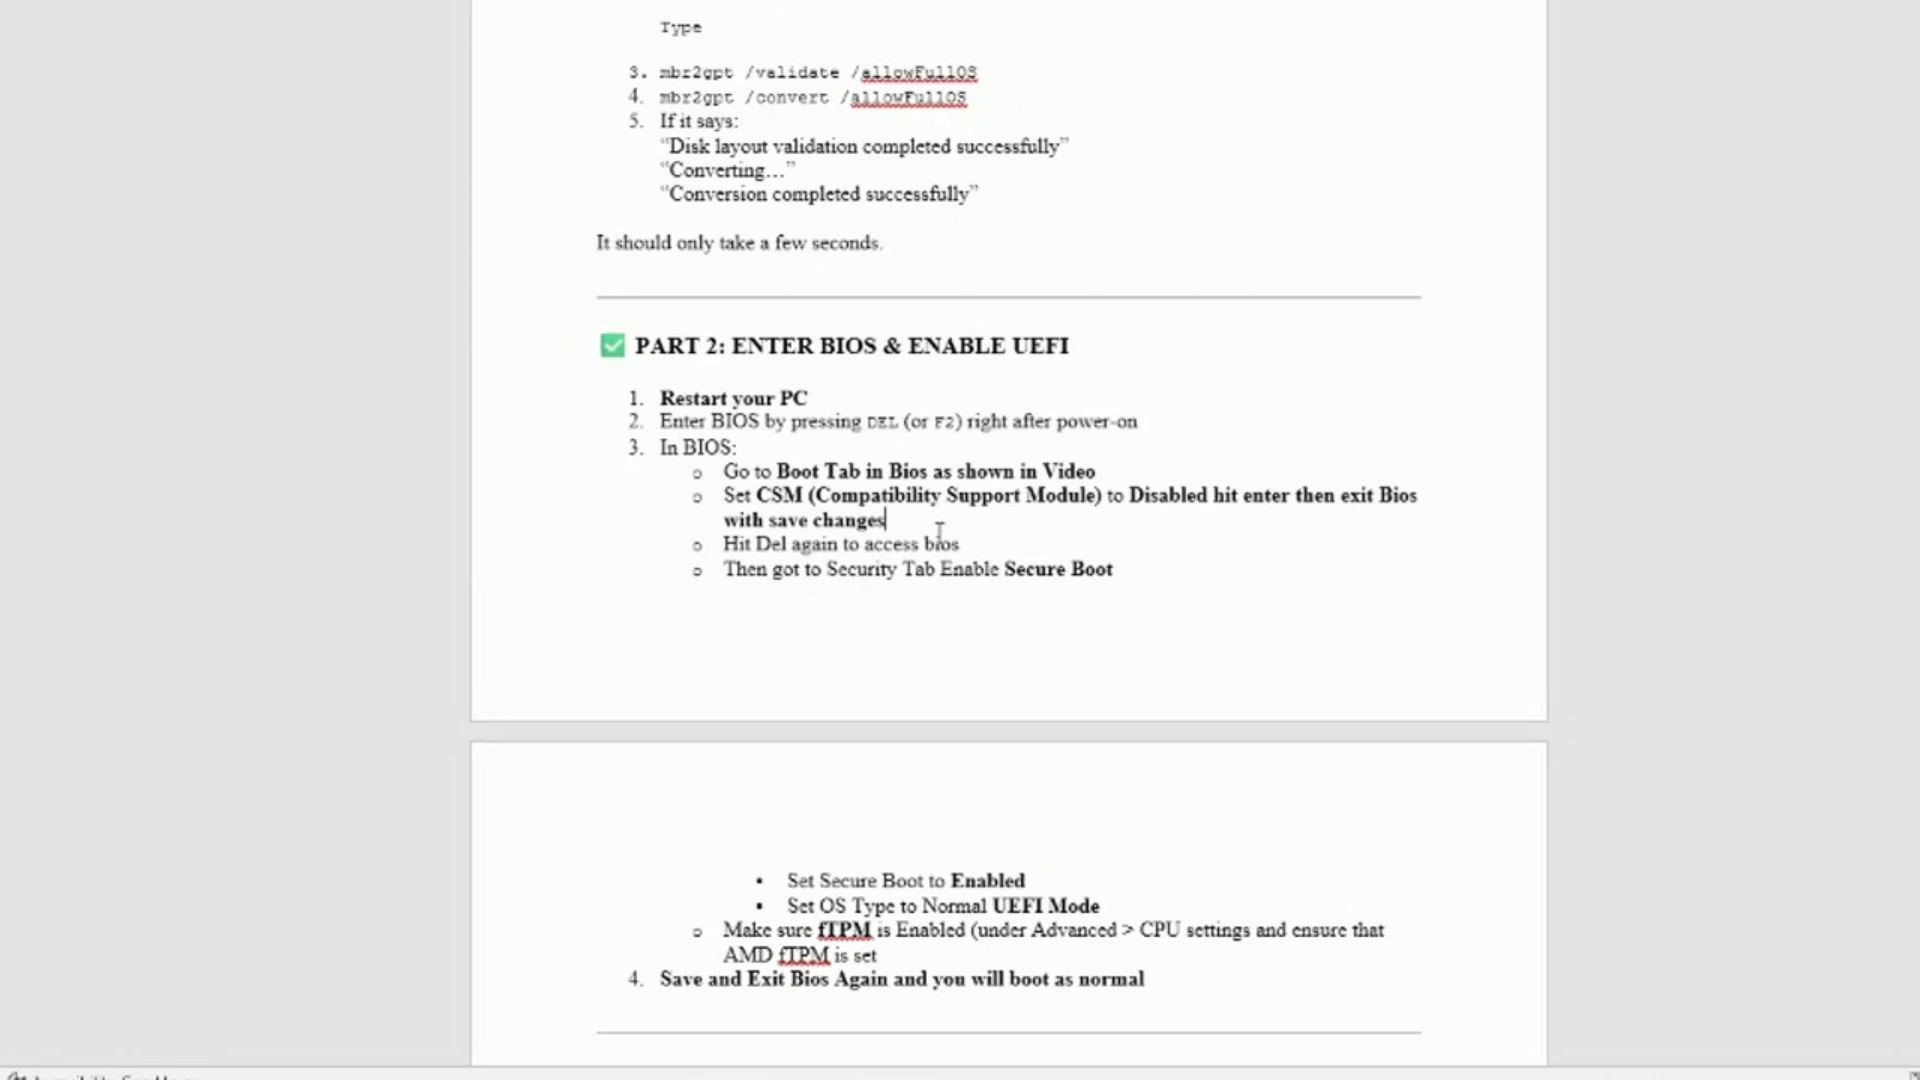 Type
3. mbr2gpt /validate /allowFullOS
4. mbr2gpt /convert /allowFullOS
5. If it says:
“Disk layout validation completed successfully”
“Converting…”
“Conversion completed successfully”
It should only take a few seconds.
PART 2: ENTER BIOS & ENABLE UEFI
1. Restart your PC
2. Enter BIOS by pressing DEL (or F2) right after power-on
3. In BIOS:
o Go to Boot Tab in Bios as shown in Video
o Set CSM (Compatibility Support Module) to Disabled hit enter then exit Bios
with save changes
o Hit Del again to access bios
o Then got to Security Tab Enable Secure Boot
▪ Set Secure Boot to Enabled
▪ Set OS Type to Normal UEFI Mode
o Make sure fTPM is Enabled (under Advanced > CPU settings and ensure that
AMD fTPM is set
4. Save and Exit Bios Again and you will boot as normal